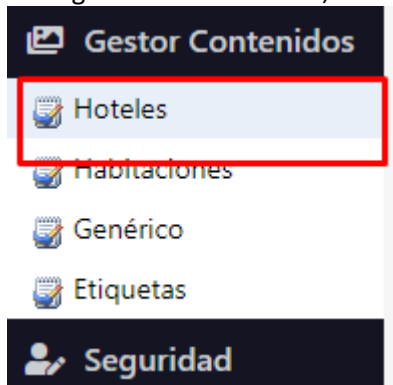 Gestor Contenidos
Hoteles
Habitaciones
Genérico
Etiquetas
Seguridad